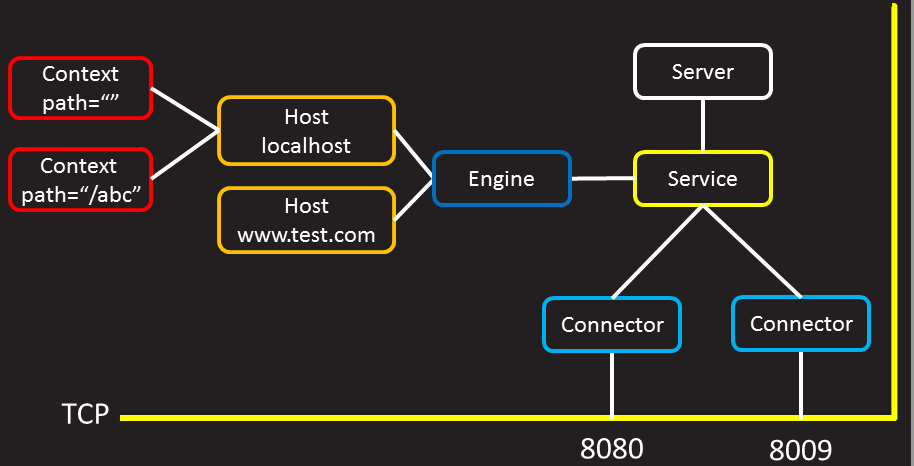 Context
path=“”
Context
path=“/abc”
Host
localhost
Host
www.test.com
Engine
Server
Service
Connector
Connector
TCP
8080
8009